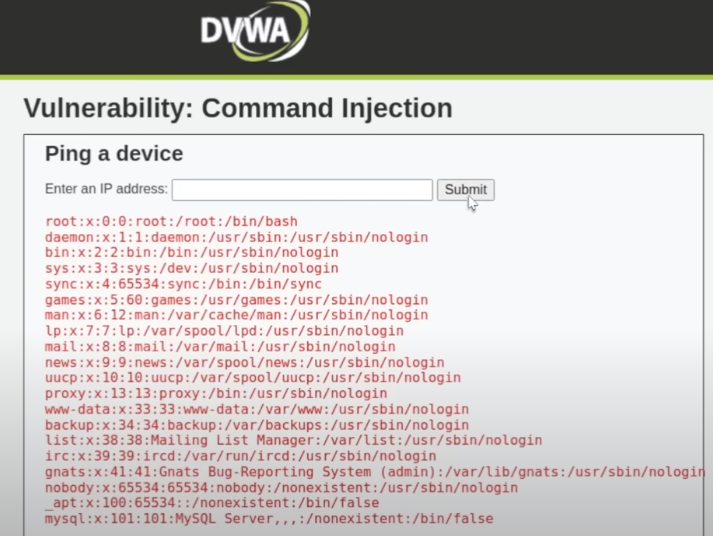 DVWA
Vulnerability: Command Injection
Ping a device
Enter an IP address: Submit
root:x:0:0:root:/root:/bin/bash
daemon:x:1:1:daemon:/usr/sbin:/usr/sbin/nologin
bin:x:2:2:bin:/bin:/usr/sbin/nologin
sys:x:3:3:sys:/dev:/usr/sbin/nologin
sync:x:4:65534:sync:/bin:/bin/sync
games:x:5:60:games:/usr/games:/usr/sbin/nologin
man:x:6:12:man:/var/cache/man:/usr/sbin/nologin
lp:x:7:7:lp:/var/spool/lpd:/usr/sbin/nologin
mail:x:8:8:mail:/var/mail:/usr/sbin/nologin
news:x:9:9:news:/var/spool/news:/usr/sbin/nologin
uucp:x:10:10:uucp:/var/spool/uucp:/usr/sbin/nologin
proxy:x:13:13:proxy:/bin:/usr/sbin/nologin
www-data:x:33:33:www-data:/var/www:/usr/sbin/nologin
backup:x:34:34:backup:/var/backups:/usr/sbin/nologin
list:x:38:38:Mailing List Manager:/var/list:/usr/sbin/nologin
irc:x:39:39:ircd:/var/run/ircd:/usr/sbin/nologin
gnats:x:41:41:Gnats Bug-Reporting System (admin):/var/lib/gnats:/usr/sbin/nologin
nobody:x:65534:65534:nobody:/nonexistent:/usr/sbin/nologin
_apt:x:100:65534::/nonexistent:/bin/false
mysql:x:101:101:MySQL Server,,,:/nonexistent:/bin/false